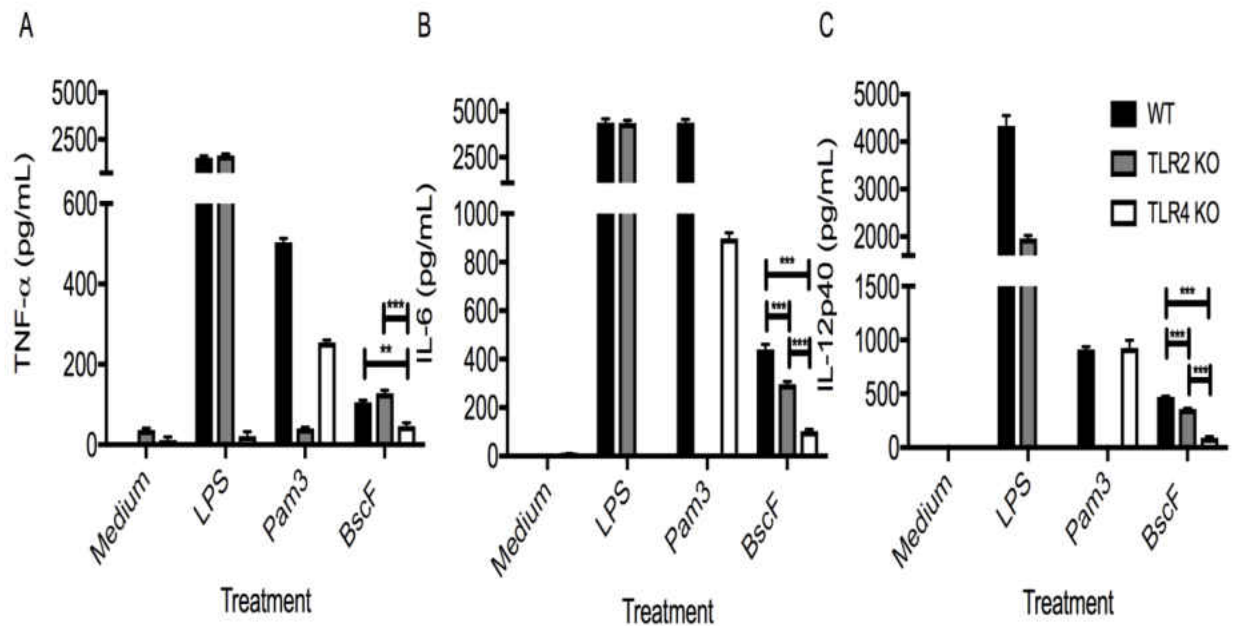 A
TNF-α (pg/mL)
5000
2500
600
400
200
0
***
**
Medium
LPS
Pam3
BscF
Treatment
B
IL-6 (pg/mL)
5000
2500
1000
800
600
400
200
0
***
***
***
Medium
LPS
Pam3
BscF
Treatment
C
IL-12p40 (pg/mL)
5000
4000
3000
2000
1500
1000
500
0
***
***
***
Medium
LPS
Pam3
BscF
Treatment
WT
TLR2 KO
TLR4 KO